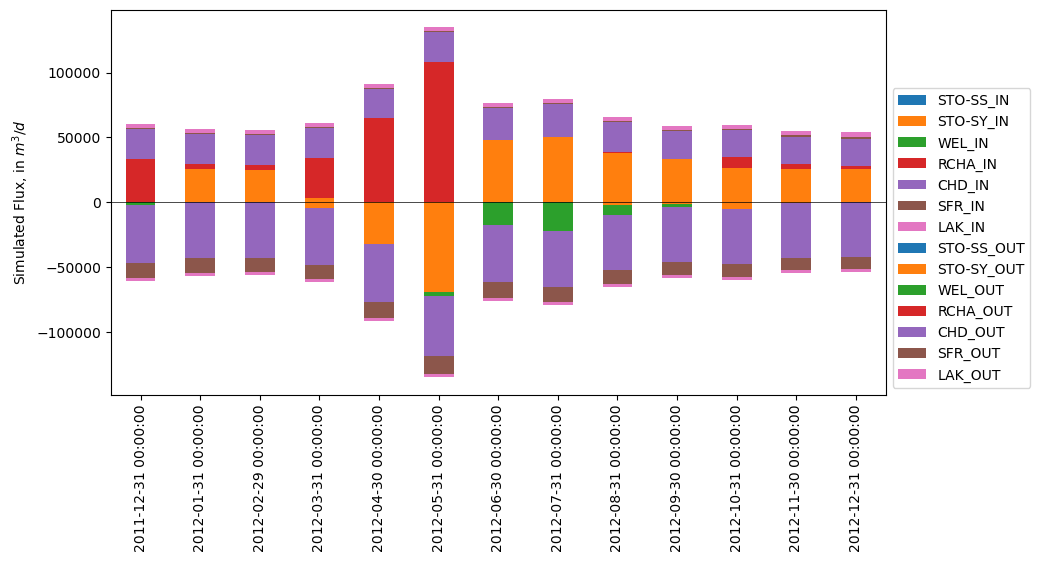 Simulated Flux, in m³/d
100000
50000
0
−50000
−100000
2011-12-31 00:00:00
2012-01-31 00:00:00
2012-02-29 00:00:00
2012-03-31 00:00:00
2012-04-30 00:00:00
2012-05-31 00:00:00
2012-06-30 00:00:00
2012-07-31 00:00:00
2012-08-31 00:00:00
2012-09-30 00:00:00
2012-10-31 00:00:00
2012-11-30 00:00:00
2012-12-31 00:00:00
STO-SS_IN
STO-SY_IN
WEL_IN
RCHA_IN
CHD_IN
SFR_IN
LAK_IN
STO-SS_OUT
STO-SY_OUT
WEL_OUT
RCHA_OUT
CHD_OUT
SFR_OUT
LAK_OUT